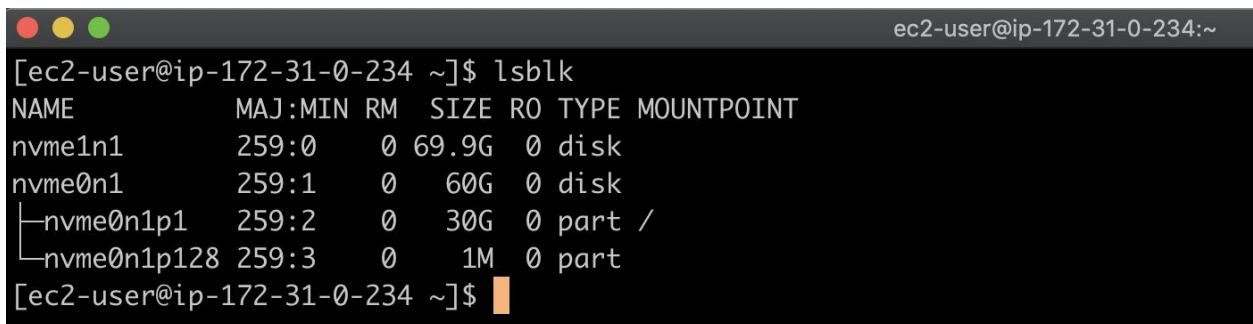 ec2-user@ip-172-31-0-234:~
[ec2-user@ip-172-31-0-234 ~]$ lsblk
NAME          MAJ:MIN RM  SIZE RO TYPE MOUNTPOINT
nvme1n1       259:0    0 69.9G  0 disk
nvme0n1       259:1    0   60G  0 disk
├─nvme0n1p1   259:2    0   30G  0 part /
└─nvme0n1p128 259:3    0    1M  0 part
[ec2-user@ip-172-31-0-234 ~]$